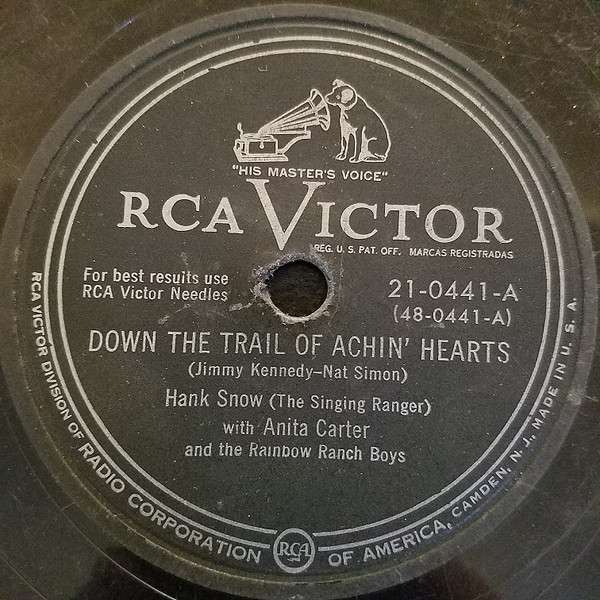 "HIS MASTER'S VOICE"
RCA VICTOR
REG. U. S. PAT. OFF. MARCAS REGISTRADAS
For best results use
RCA Victor Needles
21-0441-A
(48-0441-A)
DOWN THE TRAIL OF ACHIN' HEARTS
(Jimmy Kennedy–Nat Simon)
Hank Snow (The Singing Ranger)
with Anita Carter
and the Rainbow Ranch Boys
RCA VICTOR DIVISION OF RADIO CORPORATION OF AMERICA, CAMDEN, N. J. MADE IN U. S. A.
RCA